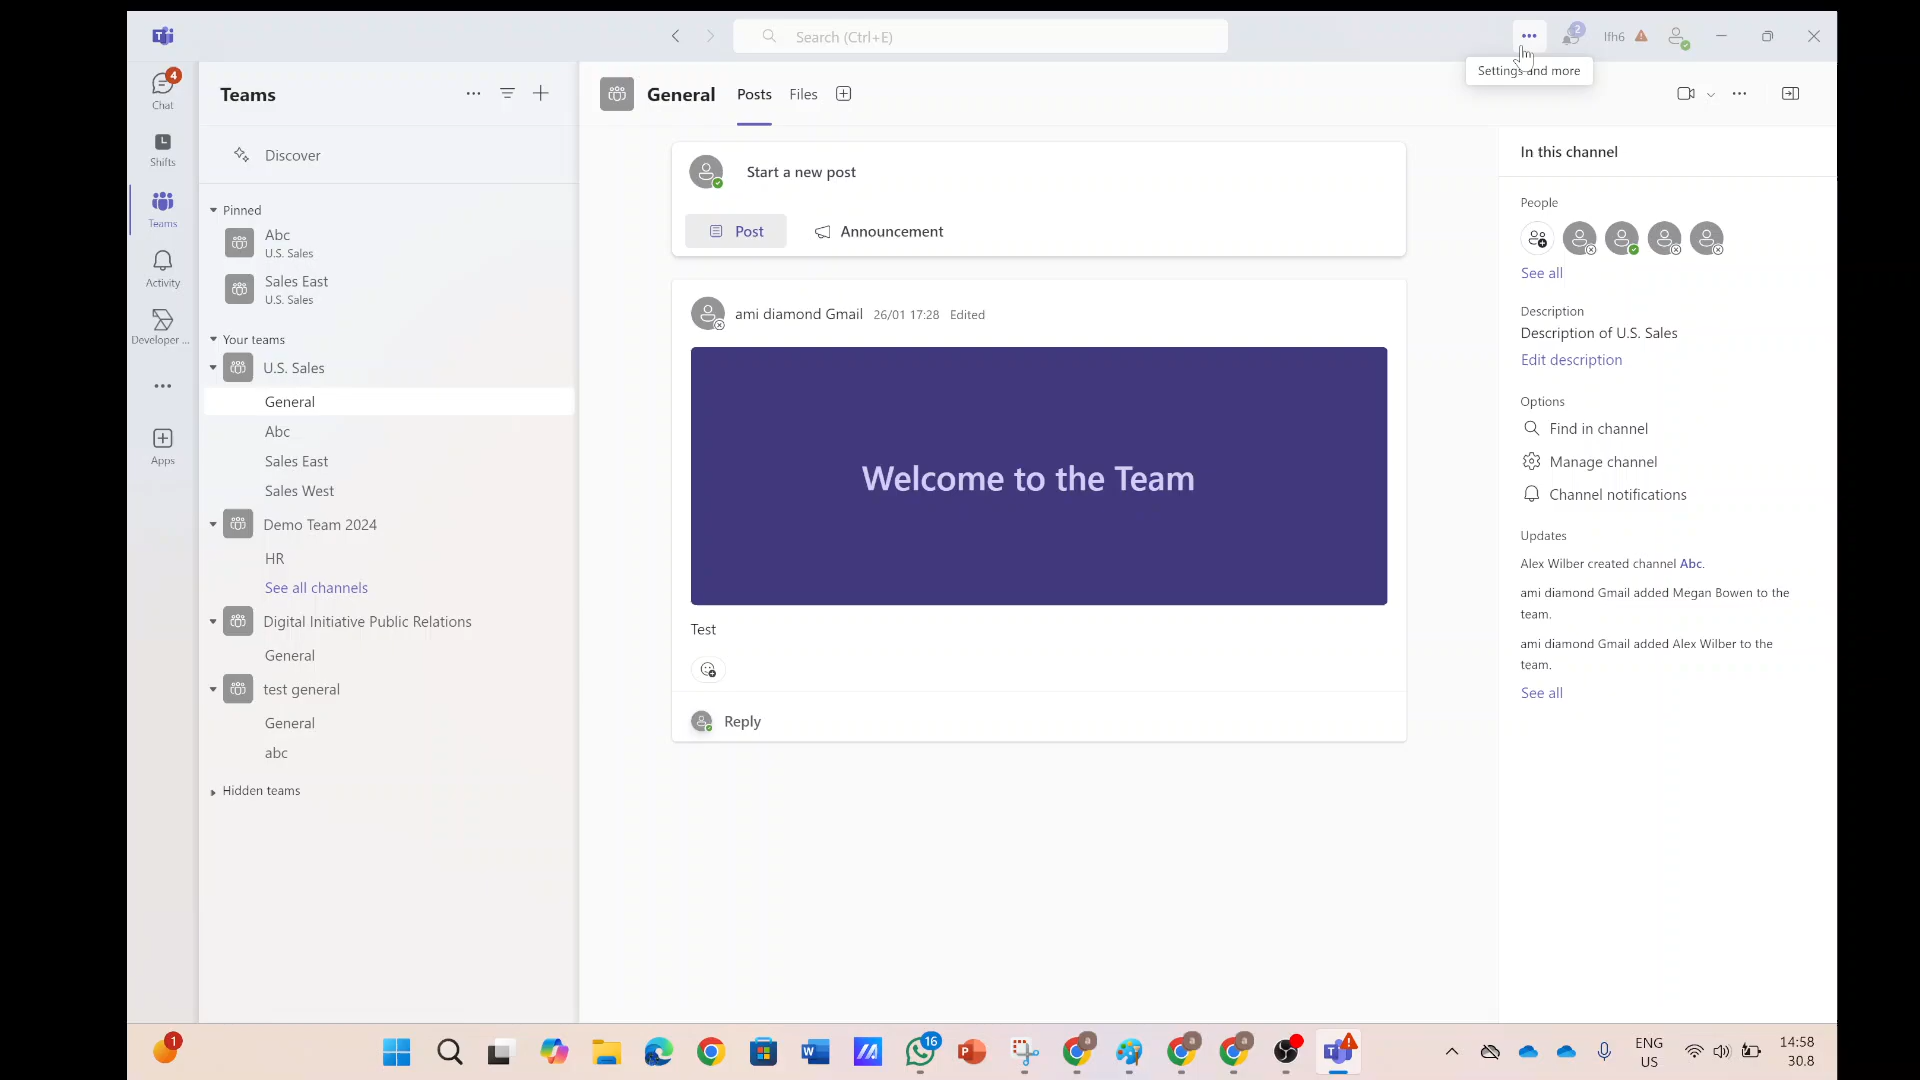 Search (Ctrl+E)
2
lfh6
Settings and more
4
Chat
Shifts
Teams
Activity
Developer ...
Apps
Teams
Discover
Pinned
Abc
U.S. Sales
Sales East
U.S. Sales
Your teams
U.S. Sales
General
Abc
Sales East
Sales West
Demo Team 2024
HR
See all channels
Digital Initiative Public Relations
General
test general
General
abc
Hidden teams
General Posts Files
Start a new post
Post Announcement
ami diamond Gmail 26/01 17:28 Edited
Welcome to the Team
Test
Reply
In this channel
People
See all
Description
Description of U.S. Sales
Edit description
Options
Find in channel
Manage channel
Channel notifications
Updates
Alex Wilber created channel Abc.
ami diamond Gmail added Megan Bowen to the
team.
ami diamond Gmail added Alex Wilber to the
team.
See all
1
W
16
P
a
a
a
ENG
US
14:58
30.8